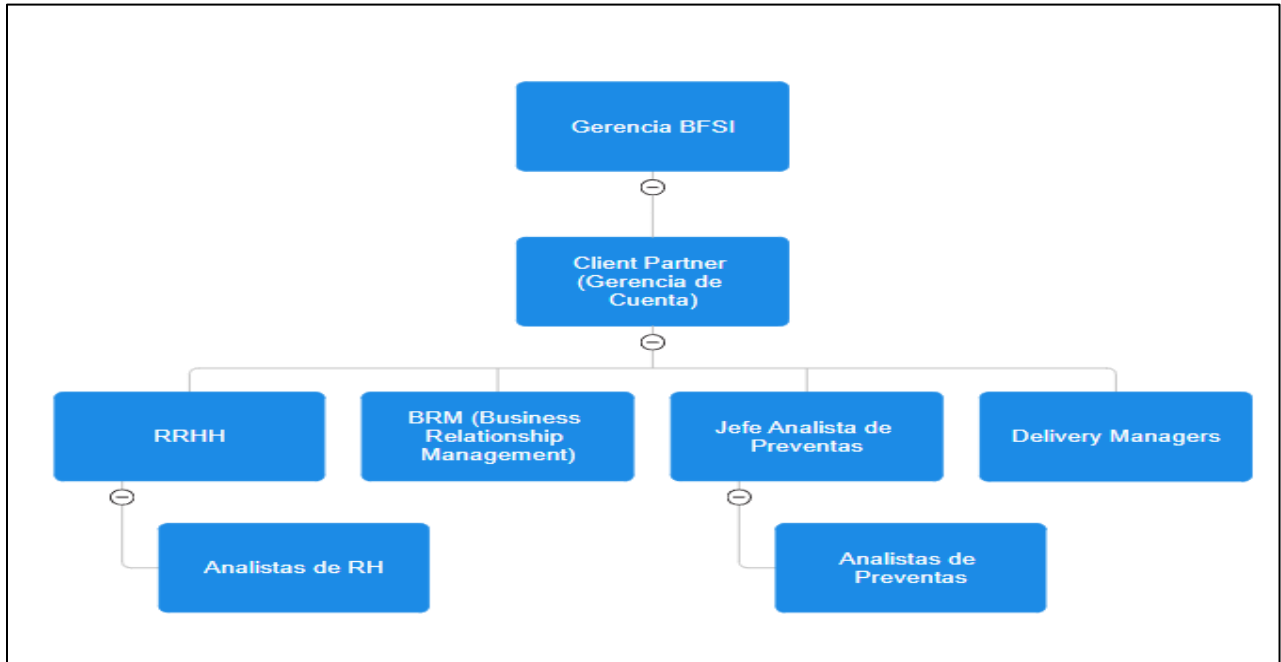 Gerencia BFSI
Client Partner
(Gerencia de
Cuenta)
RRHH
BRM (Business
Relationship
Management)
Jefe Analista de
Preventas
Delivery Managers
Analistas de RH
Analistas de
Preventas